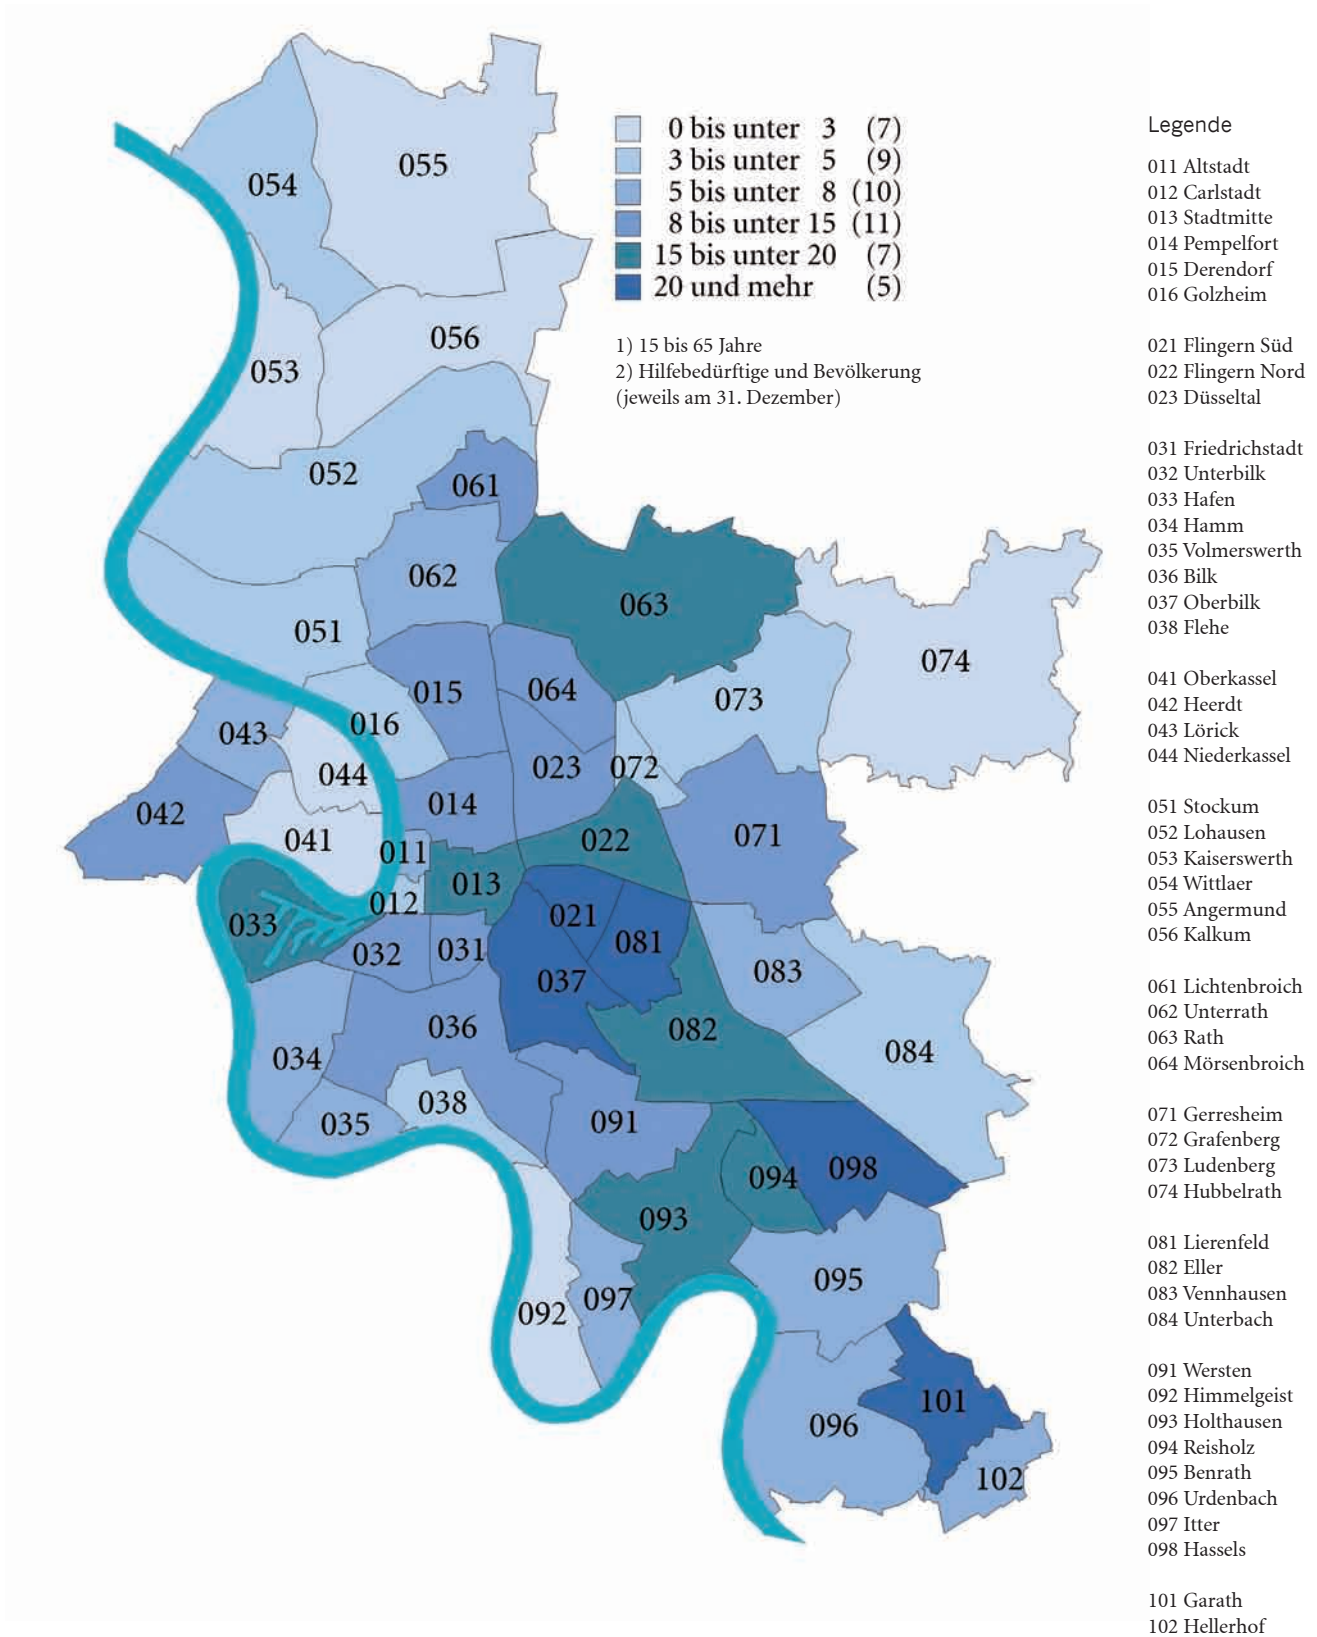 055
054
056
053
052
061
062
063
051
074
015
064
073
016
043
044
023
072
014
042
041
022
071
011
013
012
033
021
032
031
081
037
083
036
082
034
084
038
035
091
094
098
093
095
092
097
101
096
102
0 bis unter 3 (7)
3 bis unter 5 (9)
5 bis unter 8 (10)
8 bis unter 15 (11)
15 bis unter 20 (7)
20 und mehr (5)
1) 15 bis 65 Jahre
2) Hilfebedürftige und Bevölkerung
(jeweils am 31. Dezember)
Legende
011 Altstadt
012 Carlstadt
013 Stadtmitte
014 Pempelfort
015 Derendorf
016 Golzheim
021 Flingern Süd
022 Flingern Nord
023 Düsseltal
031 Friedrichstadt
032 Unterbilk
033 Hafen
034 Hamm
035 Volmerswerth
036 Bilk
037 Oberbilk
038 Flehe
041 Oberkassel
042 Heerdt
043 Lörick
044 Niederkassel
051 Stockum
052 Lohausen
053 Kaiserswerth
054 Wittlaer
055 Angermund
056 Kalkum
061 Lichtenbroich
062 Unterrath
063 Rath
064 Mörsenbroich
071 Gerresheim
072 Grafenberg
073 Ludenberg
074 Hubbelrath
081 Lierenfeld
082 Eller
083 Vennhausen
084 Unterbach
091 Wersten
092 Himmelgeist
093 Holthausen
094 Reisholz
095 Benrath
096 Urdenbach
097 Itter
098 Hassels
101 Garath
102 Hellerhof